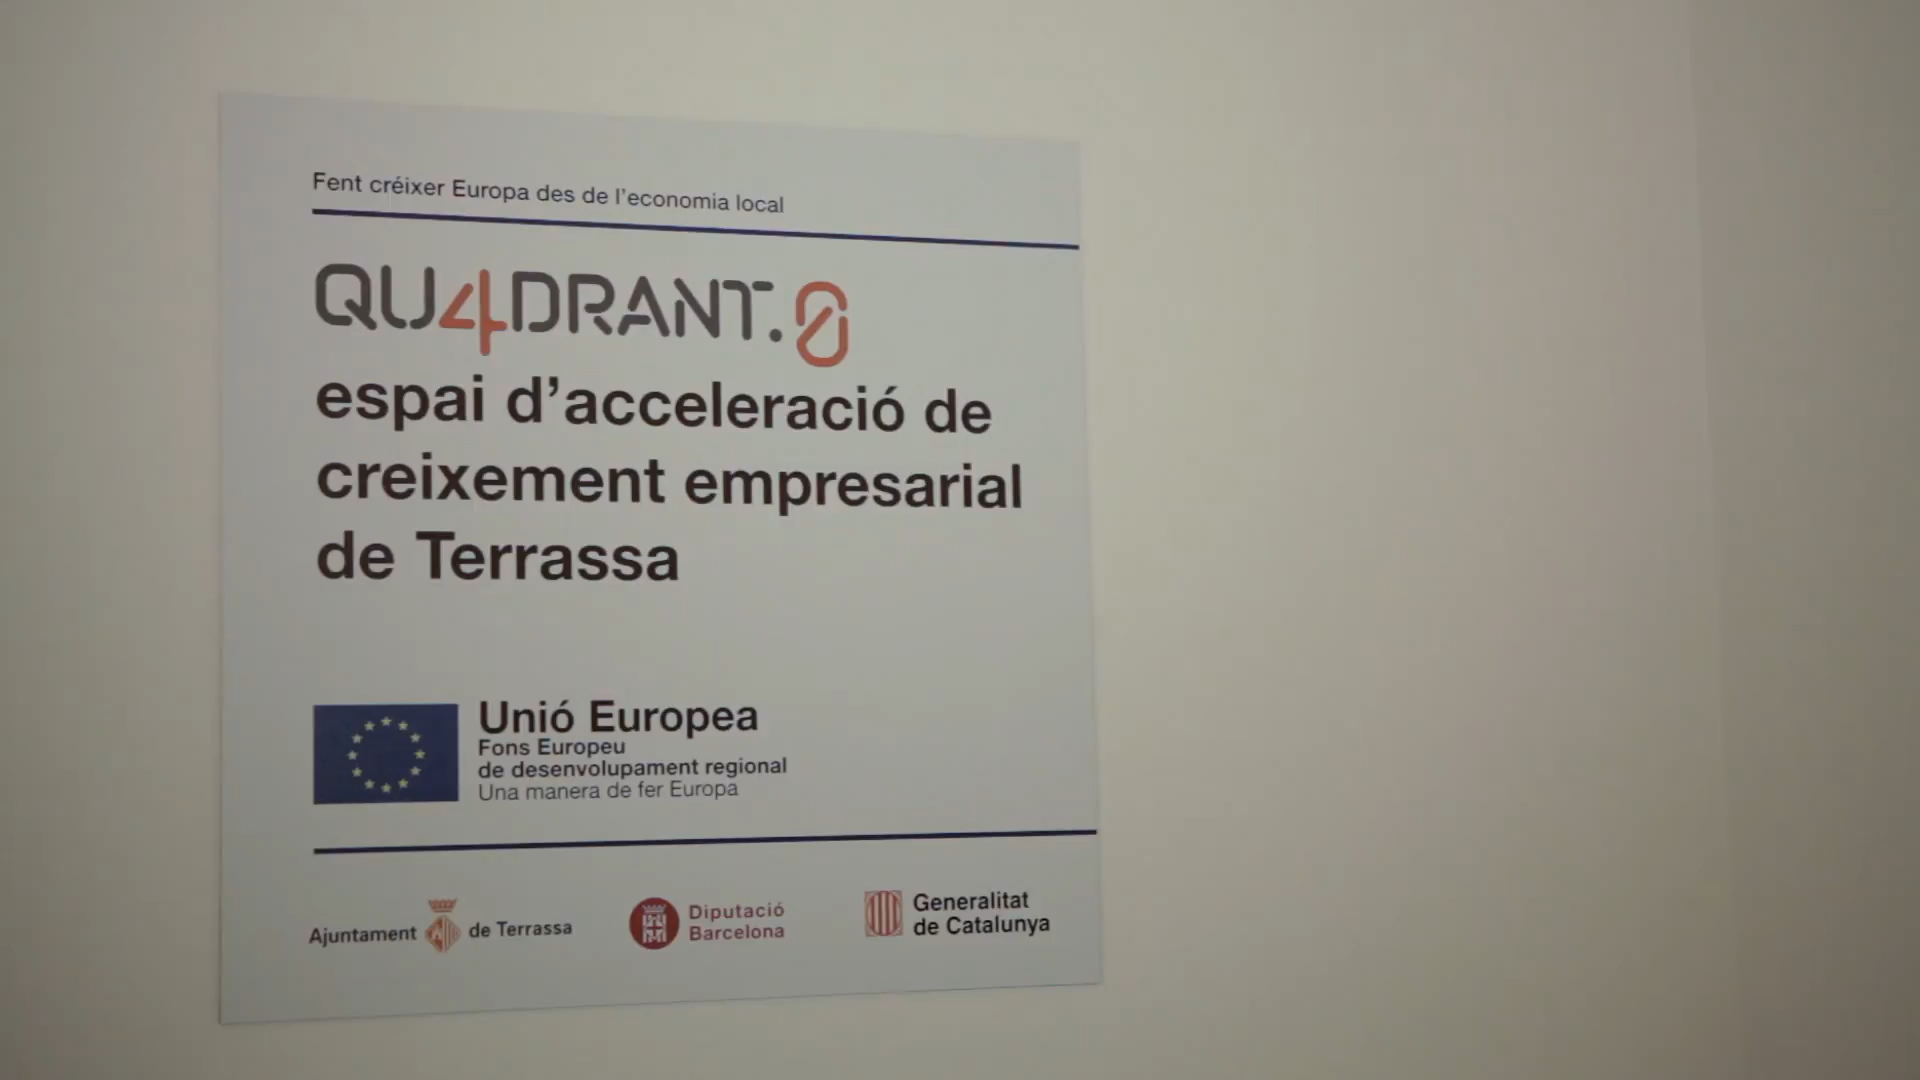 Fent créixer Europa des de l'economia local
QU4DRANT.0
espai d'acceleració de
creixement empresarial
de Terrassa
Unió Europea
Fons Europeu
de desenvolupament regional
Una manera de fer Europa
Ajuntament de Terrassa
Diputació
Barcelona
Generalitat
de Catalunya